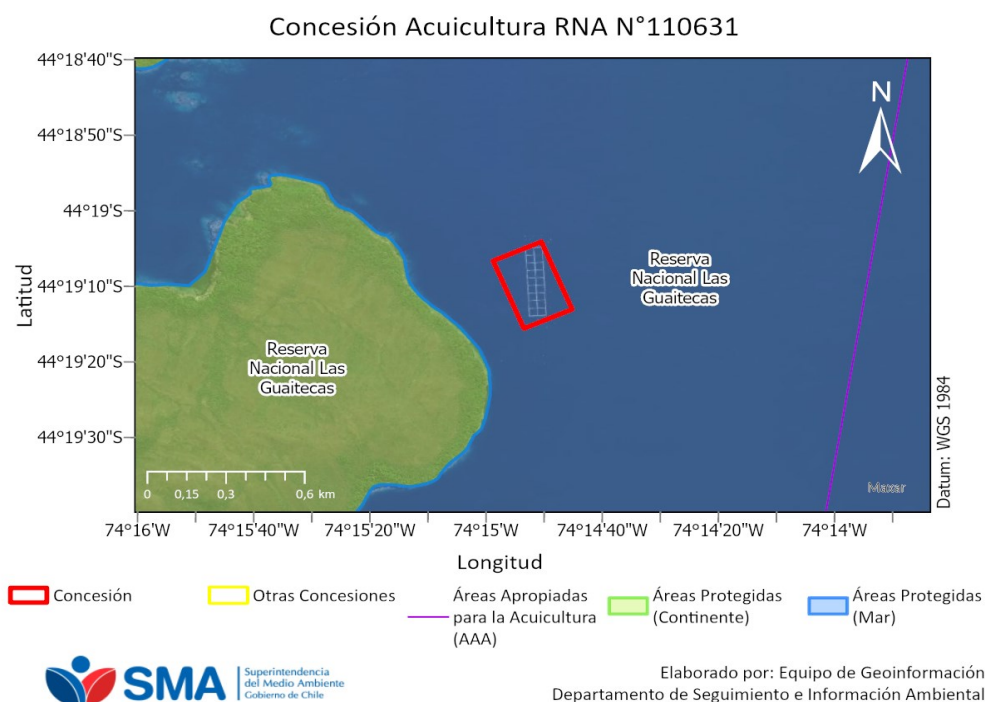 Concesión Acuicultura RNA N°110631
44°18'40"S
44°18'50"S
44°19'S
44°19'10"S
44°19'20"S
44°19'30"S
Latitud
N
Reserva
Nacional Las
Guaitecas
Reserva
Nacional Las
Guaitecas
0 0,15 0,3 0,6 km
Maxar
Datum: WGS 1984
74°16'W 74°15'40"W 74°15'20"W 74°15'W 74°14'40"W 74°14'20"W 74°14'W
Longitud
Concesión
Otras Concesiones
Áreas Apropiadas
para la Acuicultura
(AAA)
Áreas Protegidas
(Continente)
Áreas Protegidas
(Mar)
SMA
Superintendencia
del Medio Ambiente
Gobierno de Chile
Elaborado por: Equipo de Geoinformación
Departamento de Seguimiento e Información Ambiental